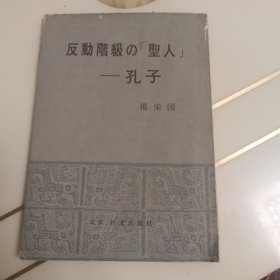 反動階級の「聖人」
— 孔子
楊栄国
北京 外文出版社